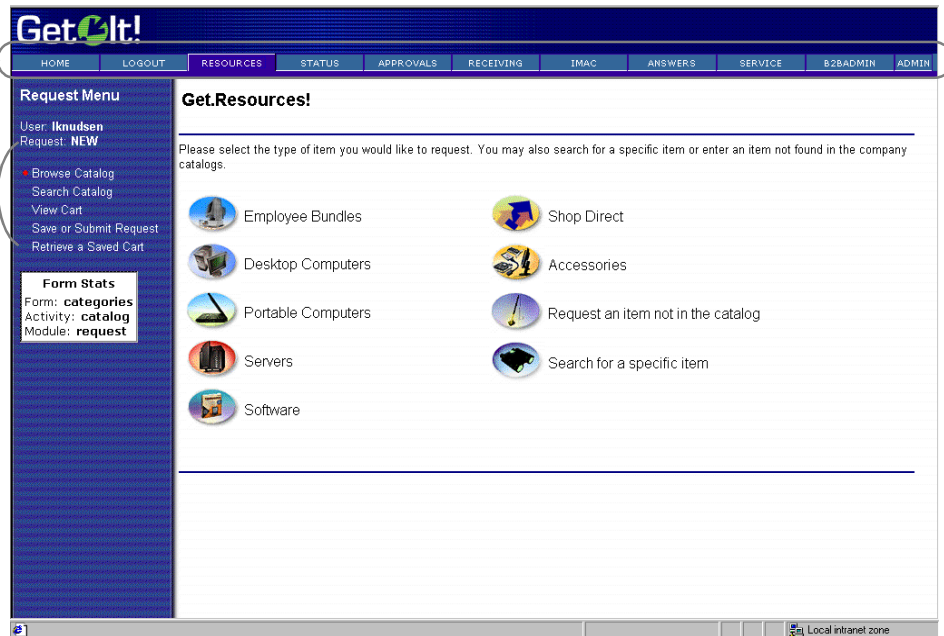 Get It!
HOME LOGOUT RESOURCES STATUS APPROVALS RECEIVING IMAC ANSWERS SERVICE B2BADMIN ADMIN
Request Menu
User: lknudsen
Request: NEW
Browse Catalog
Search Catalog
View Cart
Save or Submit Request
Retrieve a Saved Cart
Form Stats
Form: categories
Activity: catalog
Module: request
Get.Resources!
Please select the type of item you would like to request. You may also search for a specific item or enter an item not found in the company
catalogs.
Employee Bundles
Desktop Computers
Portable Computers
Servers
Software
Shop Direct
Accessories
Request an item not in the catalog
Search for a specific item
Local intranet zone